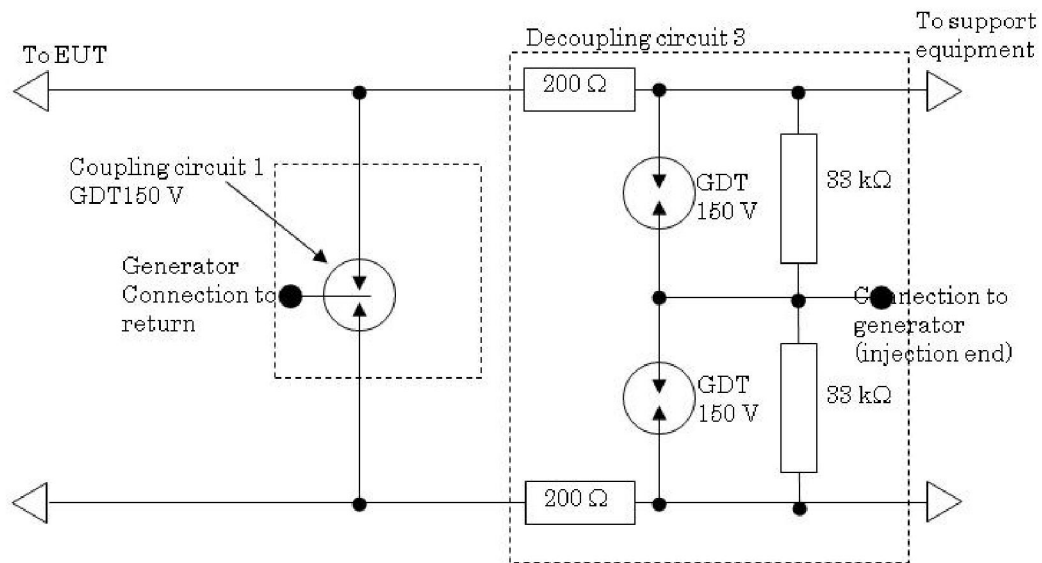 To EUT
Decoupling circuit 3
To support
equipment
200 Ω
Coupling circuit 1
GDT150 V
GDT
150 V
33 kΩ
Generator
Connection to
return
Connection to
generator
(injection end)
GDT
150 V
33 kΩ
200 Ω